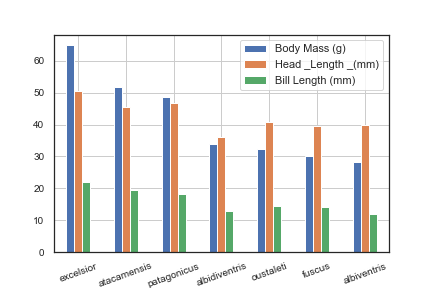 Body Mass (g)
Head _Length _(mm)
Bill Length (mm)
60
50
40
30
20
10
0
excelsior
atacamensis
patagonicus
albidiventris
oustaleti
fuscus
albiventris